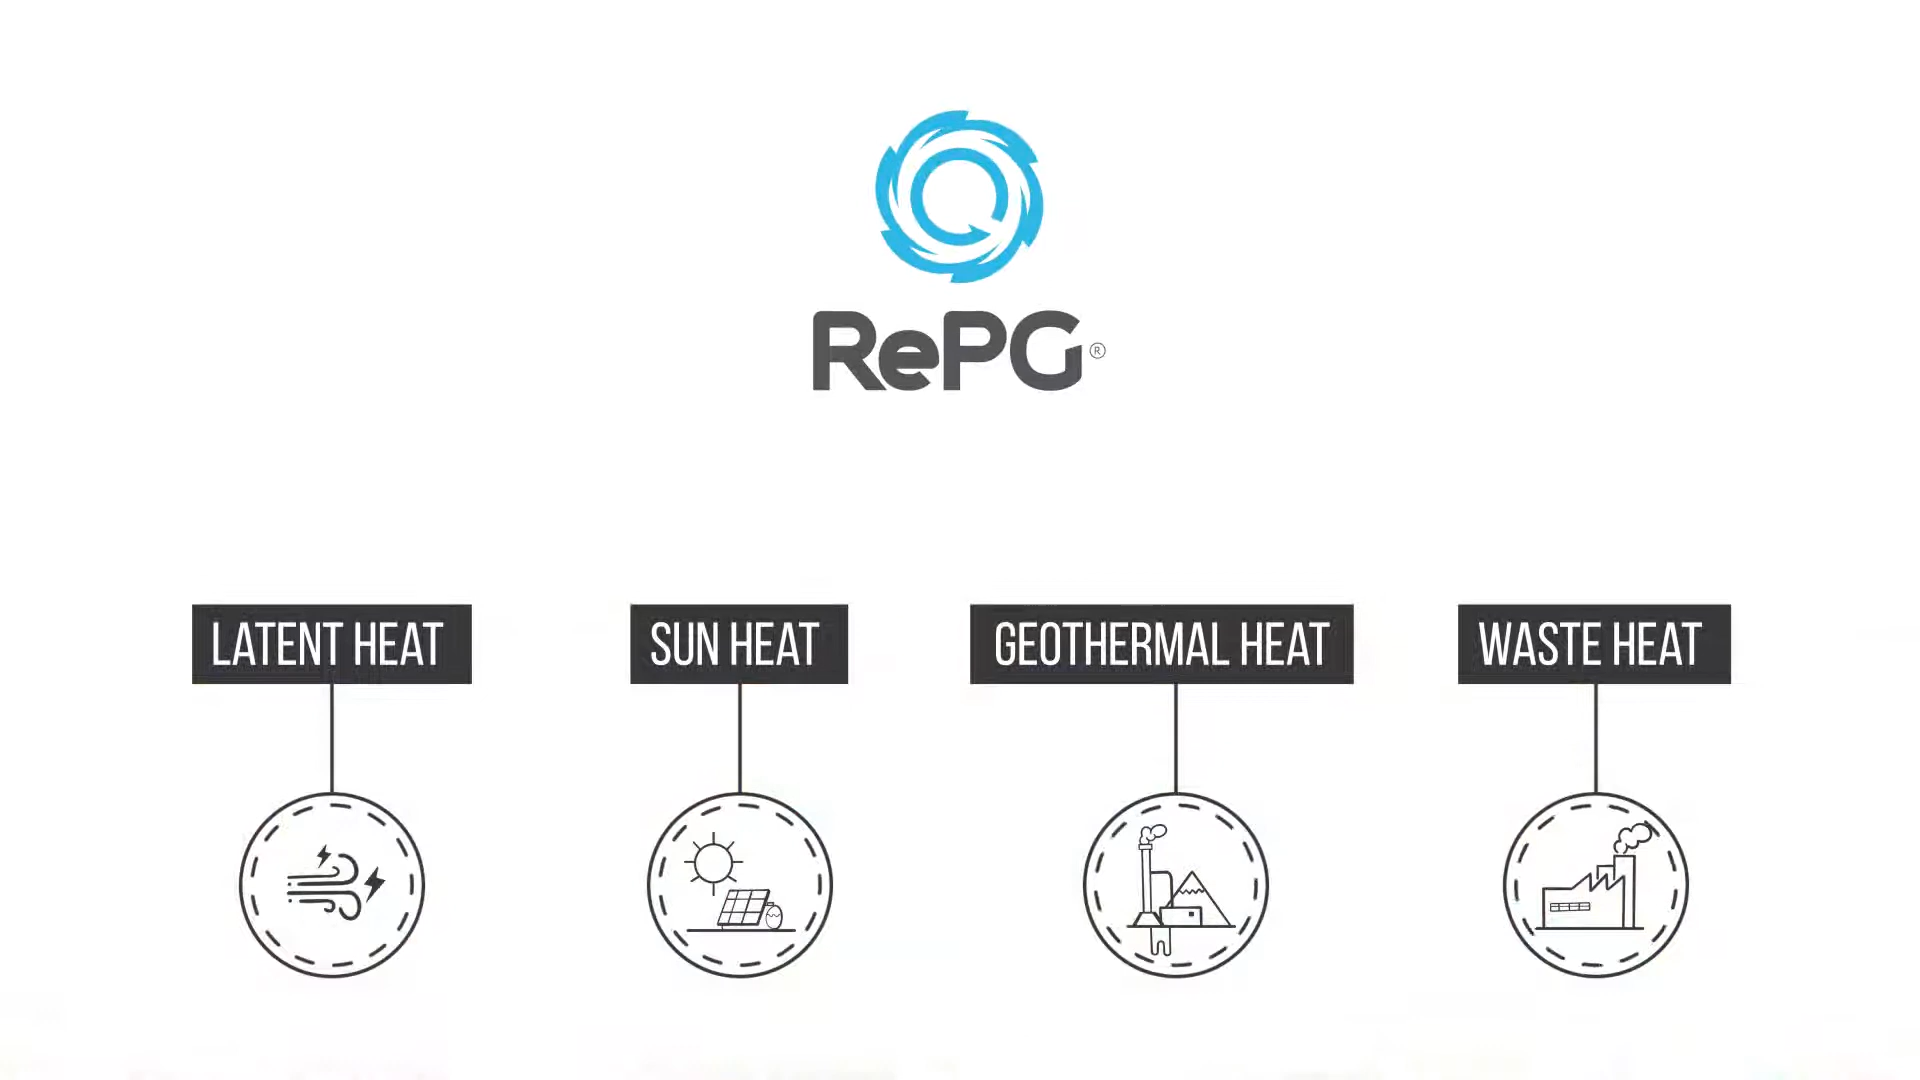 RePG®
LATENT HEAT
SUN HEAT
GEOTHERMAL HEAT
WASTE HEAT